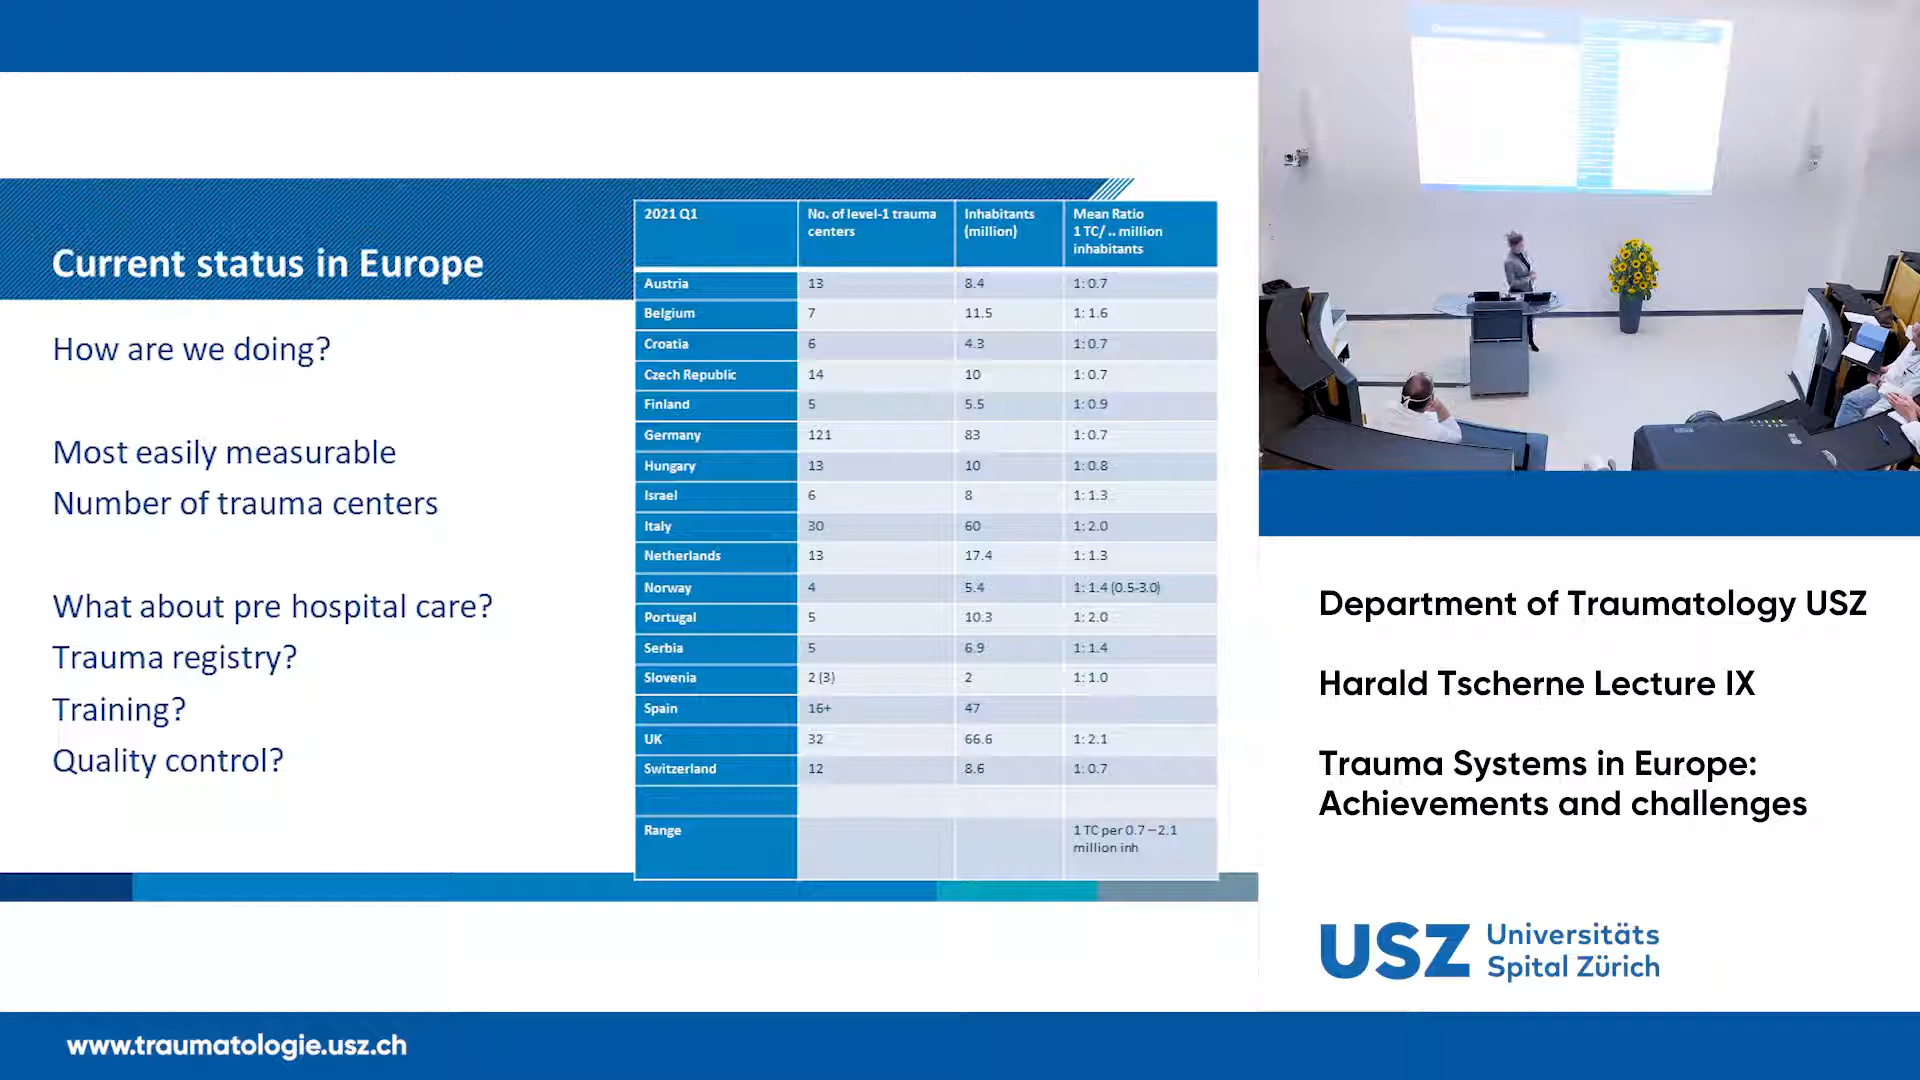 Current status in Europe
How are we doing?
Most easily measurable
Number of trauma centers
What about pre hospital care?
Trauma registry?
Training?
Quality control?
2021 Q1 No. of level-1 trauma centers Inhabitants (million) Mean Ratio 1 TC/ .. million inhabitants
Austria 13 8.4 1: 0.7
Belgium 7 11.5 1: 1.6
Croatia 6 4.3 1: 0.7
Czech Republic 14 10 1: 0.7
Finland 5 5.5 1: 0.9
Germany 121 83 1: 0.7
Hungary 13 10 1: 0.8
Israel 6 8 1: 1.3
Italy 30 60 1: 2.0
Netherlands 13 17.4 1: 1.3
Norway 4 5.4 1: 1.4 (0.5-3.0)
Portugal 5 10.3 1: 2.0
Serbia 5 6.9 1: 1.4
Slovenia 2 (3) 2 1: 1.0
Spain 16+ 47
UK 32 66.6 1: 2.1
Switzerland 12 8.6 1: 0.7
Range 1 TC per 0.7 – 2.1 million inh
Department of Traumatology USZ
Harald Tscherne Lecture IX
Trauma Systems in Europe:
Achievements and challenges
USZ Universitäts
Spital Zürich
www.traumatologie.usz.ch